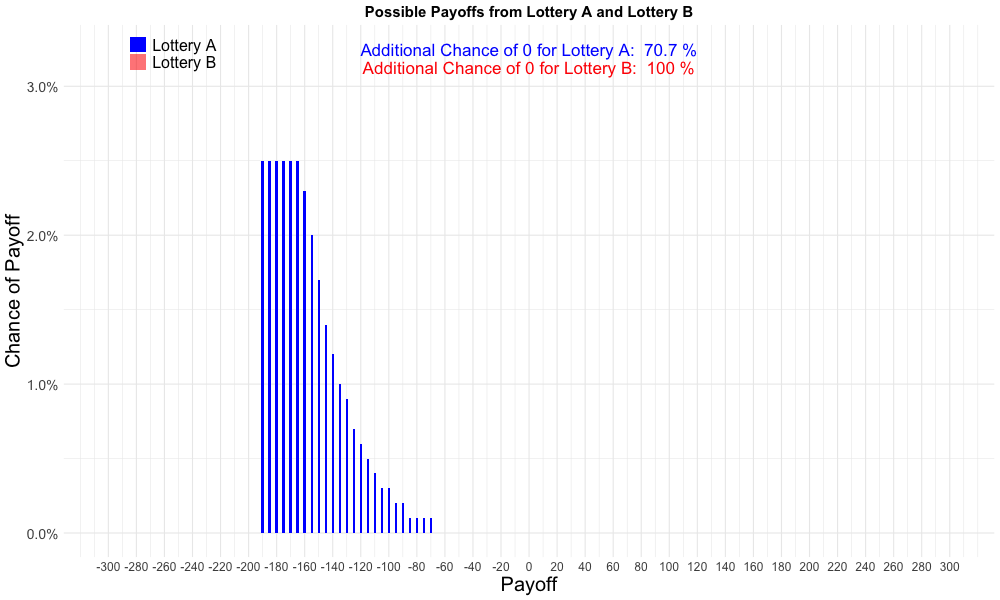 Possible Payoffs from Lottery A and Lottery B
Lottery A
Lottery B
Additional Chance of 0 for Lottery A: 70.7 %
Additional Chance of 0 for Lottery B: 100 %
Chance of Payoff
3.0%
2.0%
1.0%
0.0%
-300 -280 -260 -240 -220 -200 -180 -160 -140 -120 -100 -80 -60 -40 -20 0 20 40 60 80 100 120 140 160 180 200 220 240 260 280 300
Payoff